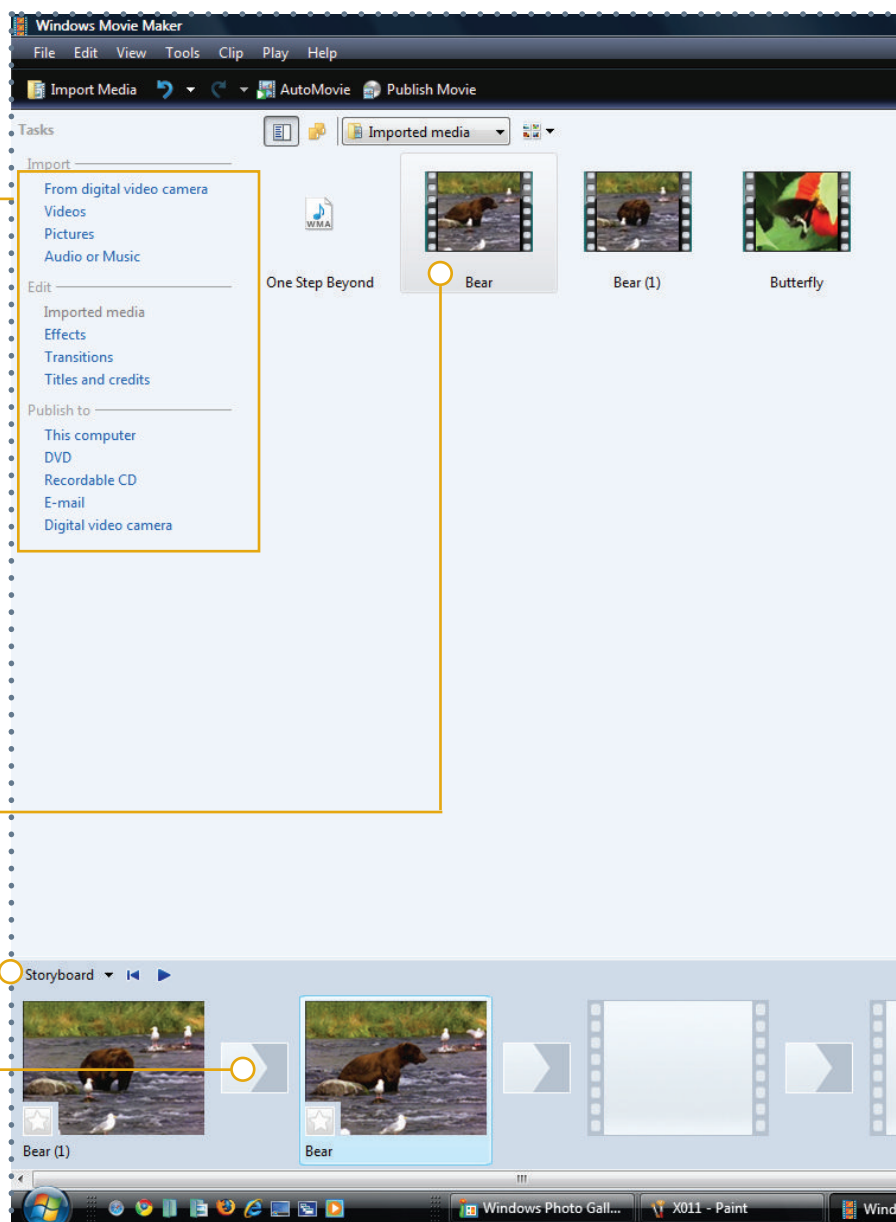 Windows Movie Maker
File Edit View Tools Clip Play Help
Import Media AutoMovie Publish Movie
Tasks
Imported media
Import
From digital video camera
Videos
Pictures
Audio or Music
Edit
Imported media
Effects
Transitions
Titles and credits
Publish to
This computer
DVD
Recordable CD
E-mail
Digital video camera
WMA
One Step Beyond
Bear
Bear (1)
Butterfly
Storyboard
Bear (1)
Bear
Windows Photo Gall...
X011 - Paint